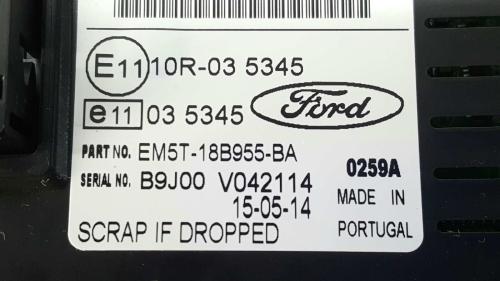 E11 10R-03 5345
e11 03 5345 Ford
PART NO. EM5T-18B955-BA 0259A
SERIAL NO. B9J00 V042114 MADE IN
15-05-14 PORTUGAL
SCRAP IF DROPPED